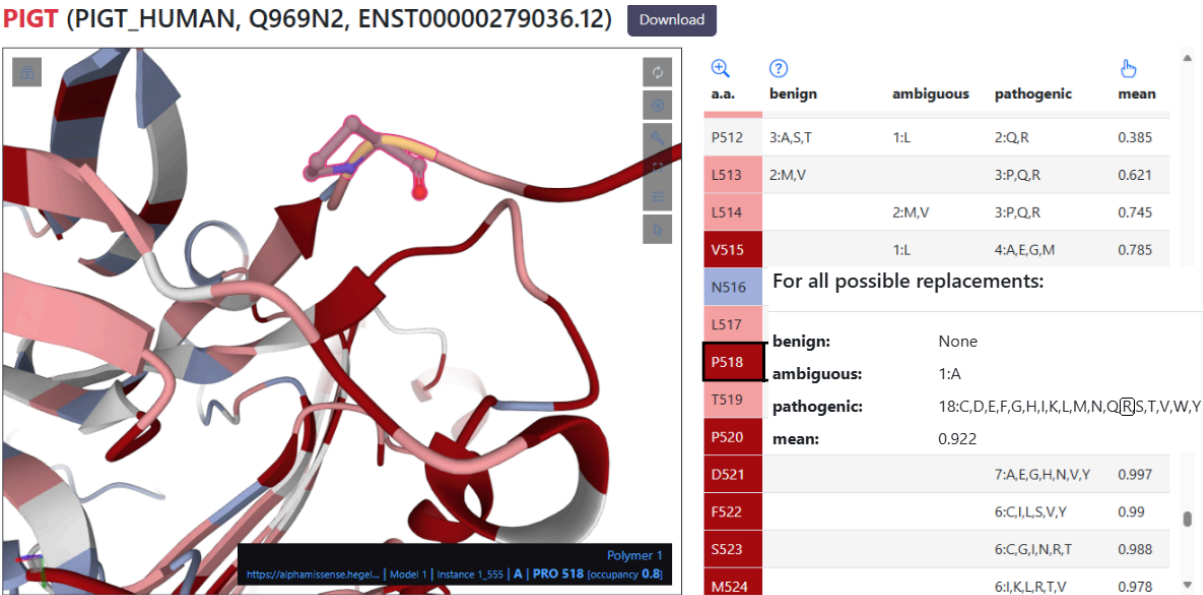 PIGT (PIGT_HUMAN, Q969N2, ENST00000279036.12) Download
a.a. benign ambiguous pathogenic mean
P512 3:A,S,T 1:L 2:Q,R 0.385
L513 2:M,V 3:P,Q,R 0.621
L514 2:M,V 3:P,Q,R 0.745
V515 1:L 4:A,E,G,M 0.785
N516 For all possible replacements:
L517
benign: None
P518
ambiguous: 1:A
T519
pathogenic: 18:C,D,E,F,G,H,I,K,L,M,N,Q,R,S,T,V,W,Y
P520
mean: 0.922
D521 7:A,E,G,H,N,V,Y 0.997
F522 6:C,I,L,S,V,Y 0.99
S523 6:C,G,I,N,R,T 0.988
M524 6:I,K,L,R,T,V 0.978
Polymer 1
https://alphamissense.hegel... | Model 1 | Instance 1_555 | A | PRO 518 [occupancy 0.8]